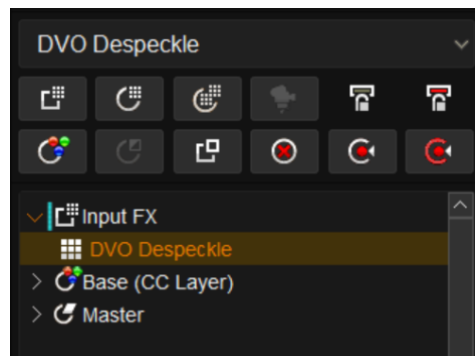 DVO Despeckle
Input FX
DVO Despeckle
Base (CC Layer)
Master